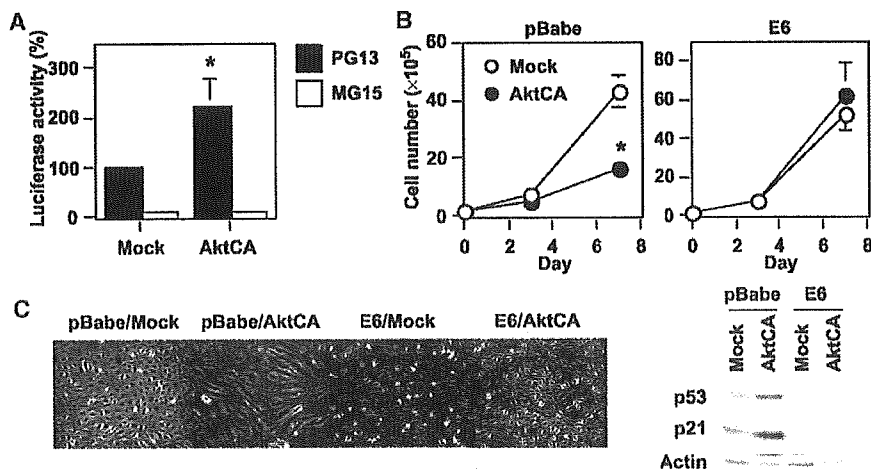 A
Luciferase activity (%)
300
200
100
0
*
Mock
AktCA
PG13
MG15
B
pBabe
Cell number (×10⁵)
60
40
20
0
Mock
AktCA
*
0 2 4 6 8
Day
E6
80
60
40
20
0
0 2 4 6 8
Day
C
pBabe/Mock
pBabe/AktCA
E6/Mock
E6/AktCA
pBabe
E6
Mock
AktCA
Mock
AktCA
p53
p21
Actin